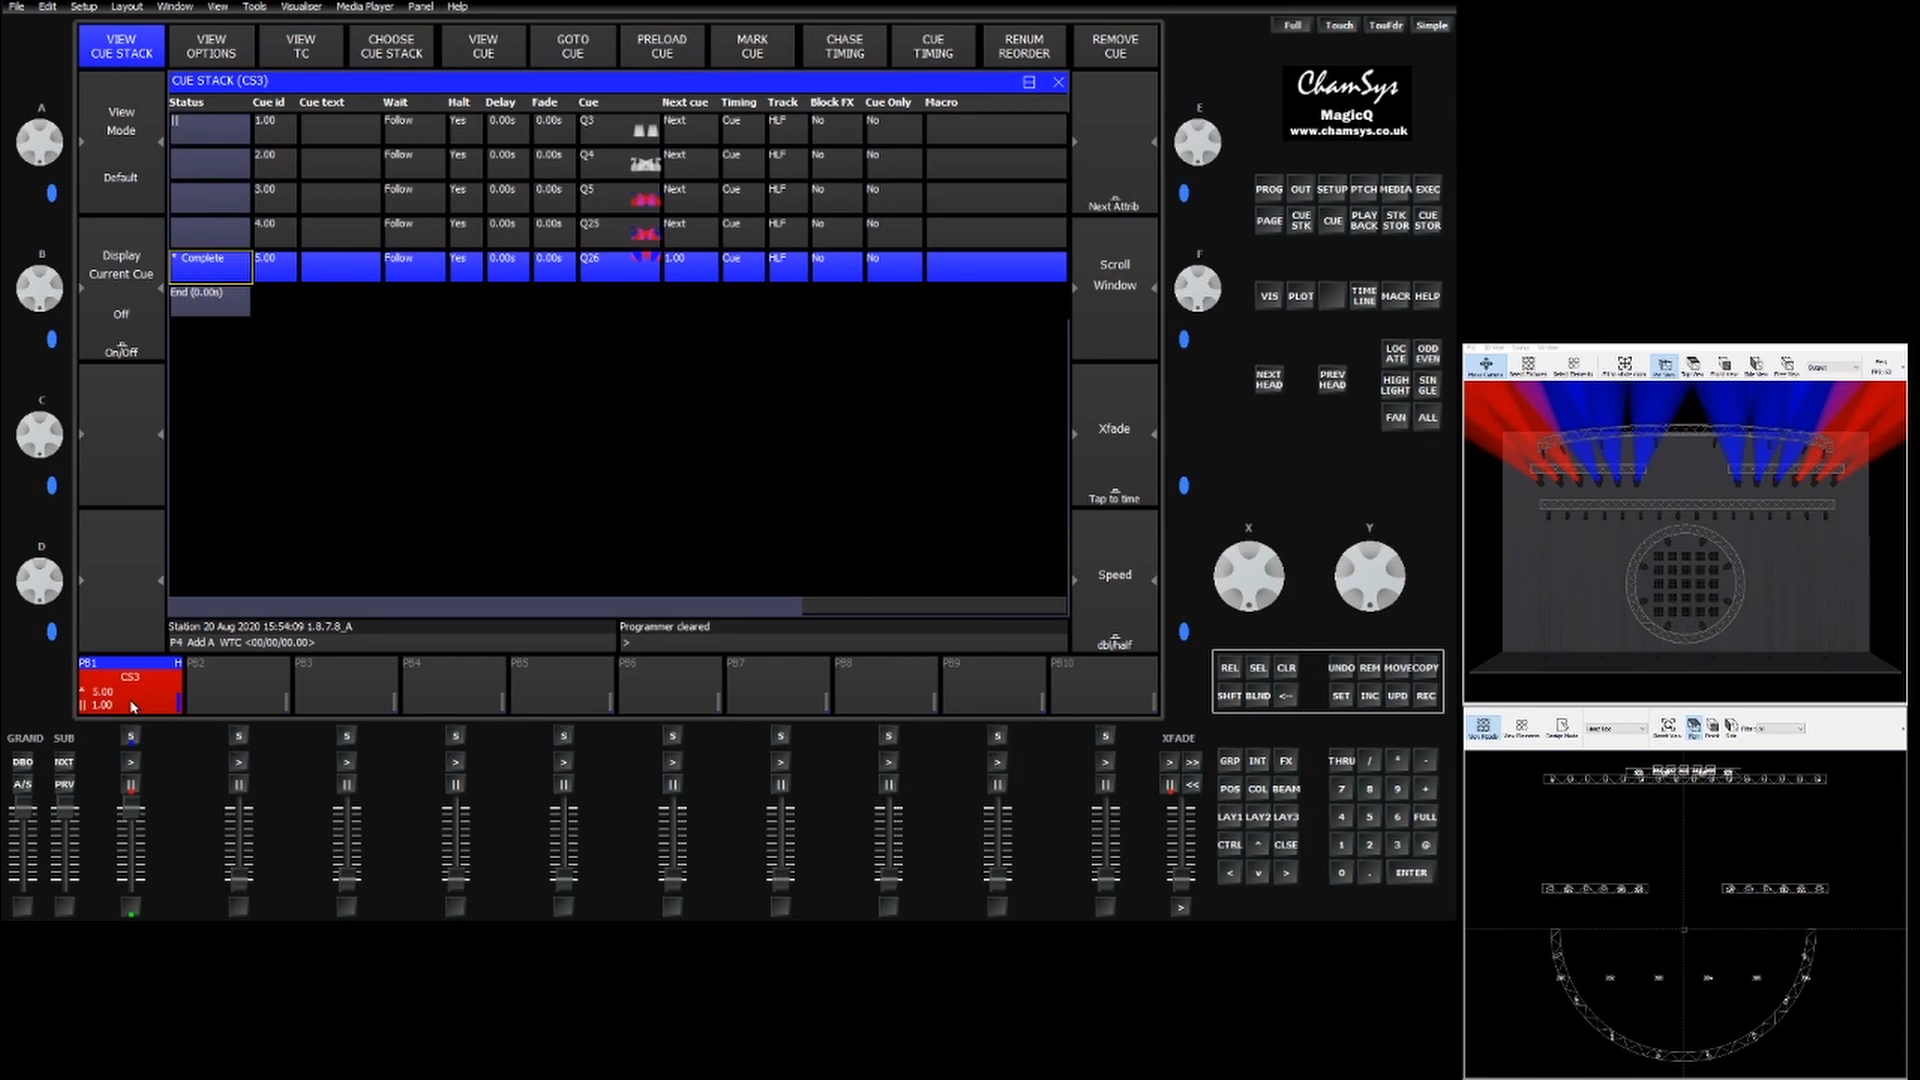 File Edit Setup Layout Window View Tools Visualiser Media Player Panel Help
VIEW CUE STACK
VIEW OPTIONS
VIEW TC
CHOOSE CUE STACK
VIEW CUE
GOTO CUE
PRELOAD CUE
MARK CUE
CHASE TIMING
CUE TIMING
RENUM REORDER
REMOVE CUE
Full Touch TouFdr Simple
CUE STACK (CS3)
Status Cue id Cue text Wait Halt Delay Fade Cue Next cue Timing Track Block FX Cue Only Macro
|| 1.00 Follow Yes 0.00s 0.00s Q3 Next Cue HLF No No
2.00 Follow Yes 0.00s 0.00s Q4 Next Cue HLF No No
3.00 Follow Yes 0.00s 0.00s Q5 Next Cue HLF No No
4.00 Follow Yes 0.00s 0.00s Q25 Next Cue HLF No No
* Complete 5.00 Follow Yes 0.00s 0.00s Q26 1.00 Cue HLF No No
End (0.00s)
A
View Mode
Default
B
Display Current Cue
Off
On/Off
C
D
E
Next Attrib
F
Scroll Window
Xfade
Tap to time
Speed
dbl/half
X Y
ChamSys
MagicQ
www.chamsys.co.uk
PROG OUT SETUP PTCH MEDIA EXEC
PAGE CUE STK CUE PLAY BACK STK STOR CUE STOR
VIS PLOT TIME LINE MACR HELP
NEXT HEAD PREV HEAD LOC ATE ODD EVEN
HIGH LIGHT SIN GLE
FAN ALL
Station 20 Aug 2020 15:54:09 1.8.7.8_A
Programmer cleared
P4 Add A WTC <00/00/00.00>
>
PB1 H PB2 PB3 PB4 PB5 PB6 PB7 PB8 PB9 PB10
CS3
* 5.00
|| 1.00
REL SEL CLR UNDO REM MOVE COPY
SHFT BLND <-- SET INC UPD REC
GRAND SUB
S S S S S S S S S S
XFADE
DBO NXT > > > > > > > > > > > >>
A/S PRV || || || || || || || || || || || <<
>
GRP INT FX THRU / * -
POS COL BEAM 7 8 9 +
LAY1 LAY2 LAY3 4 5 6 FULL
CTRL ^ CLSE 1 2 3 @
< v > 0 . ENTER
Output